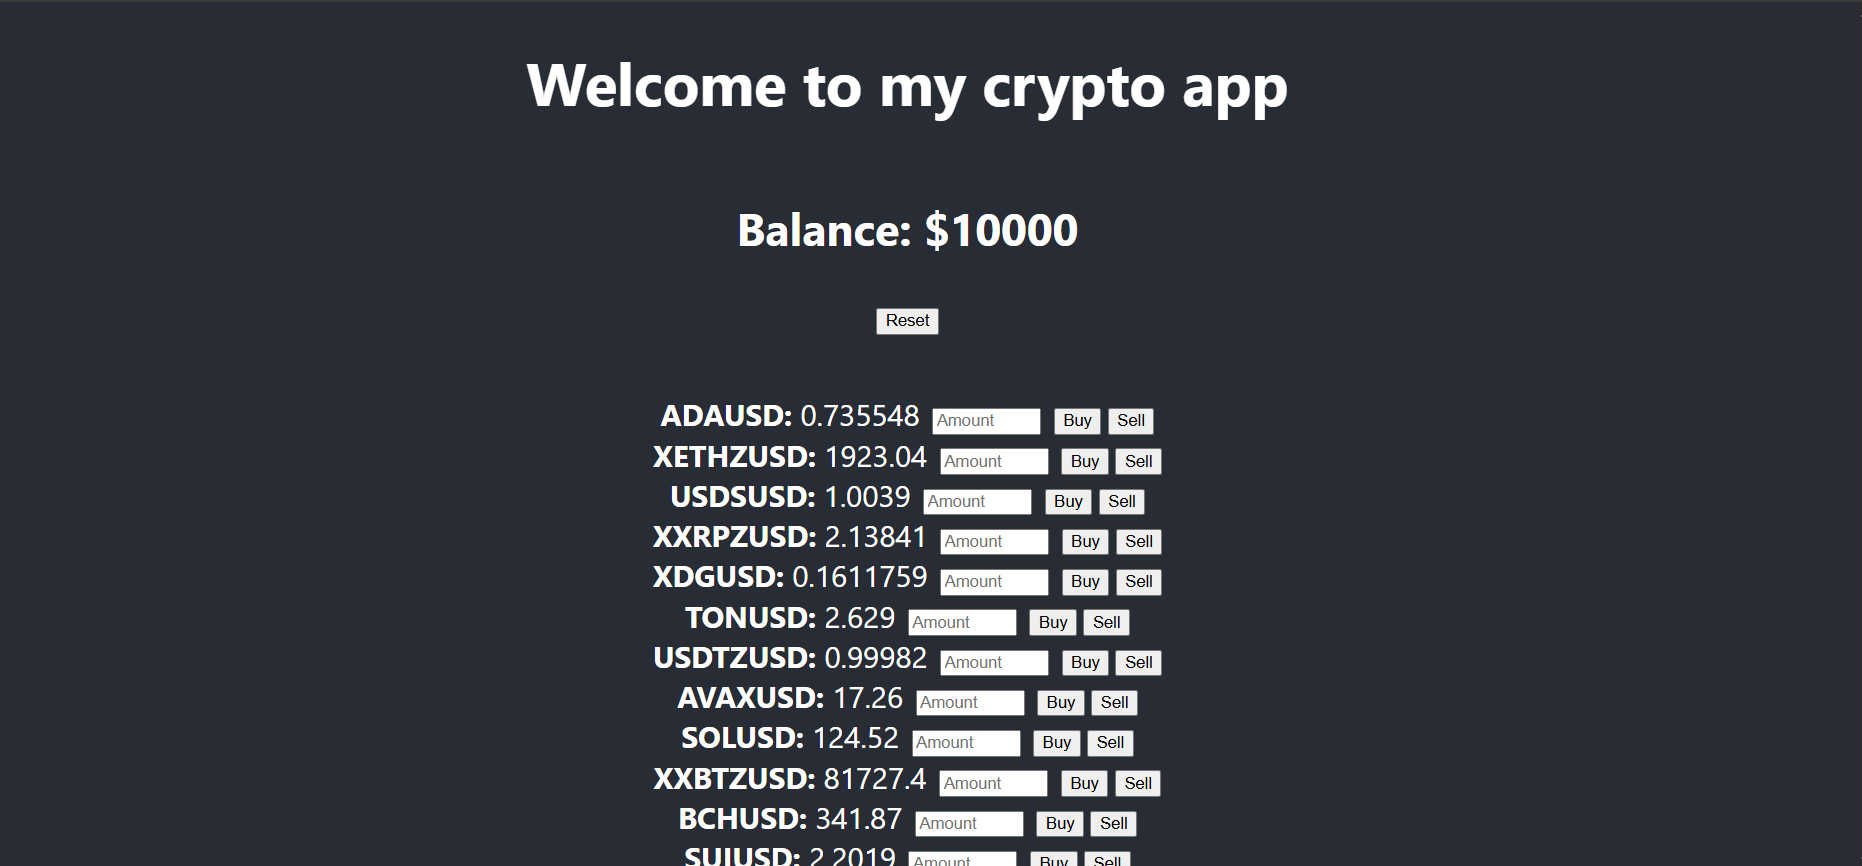 Welcome to my crypto app
Balance: $10000
Reset
ADAUSD: 0.735548 Amount Buy Sell
XETHZUSD: 1923.04 Amount Buy Sell
USDSUSD: 1.0039 Amount Buy Sell
XXRPZUSD: 2.13841 Amount Buy Sell
XDGUSD: 0.1611759 Amount Buy Sell
TONUSD: 2.629 Amount Buy Sell
USDTZUSD: 0.99982 Amount Buy Sell
AVAXUSD: 17.26 Amount Buy Sell
SOLUSD: 124.52 Amount Buy Sell
XXBTZUSD: 81727.4 Amount Buy Sell
BCHUSD: 341.87 Amount Buy Sell
SUIUSD: 2.2019 Amount Buy Sell